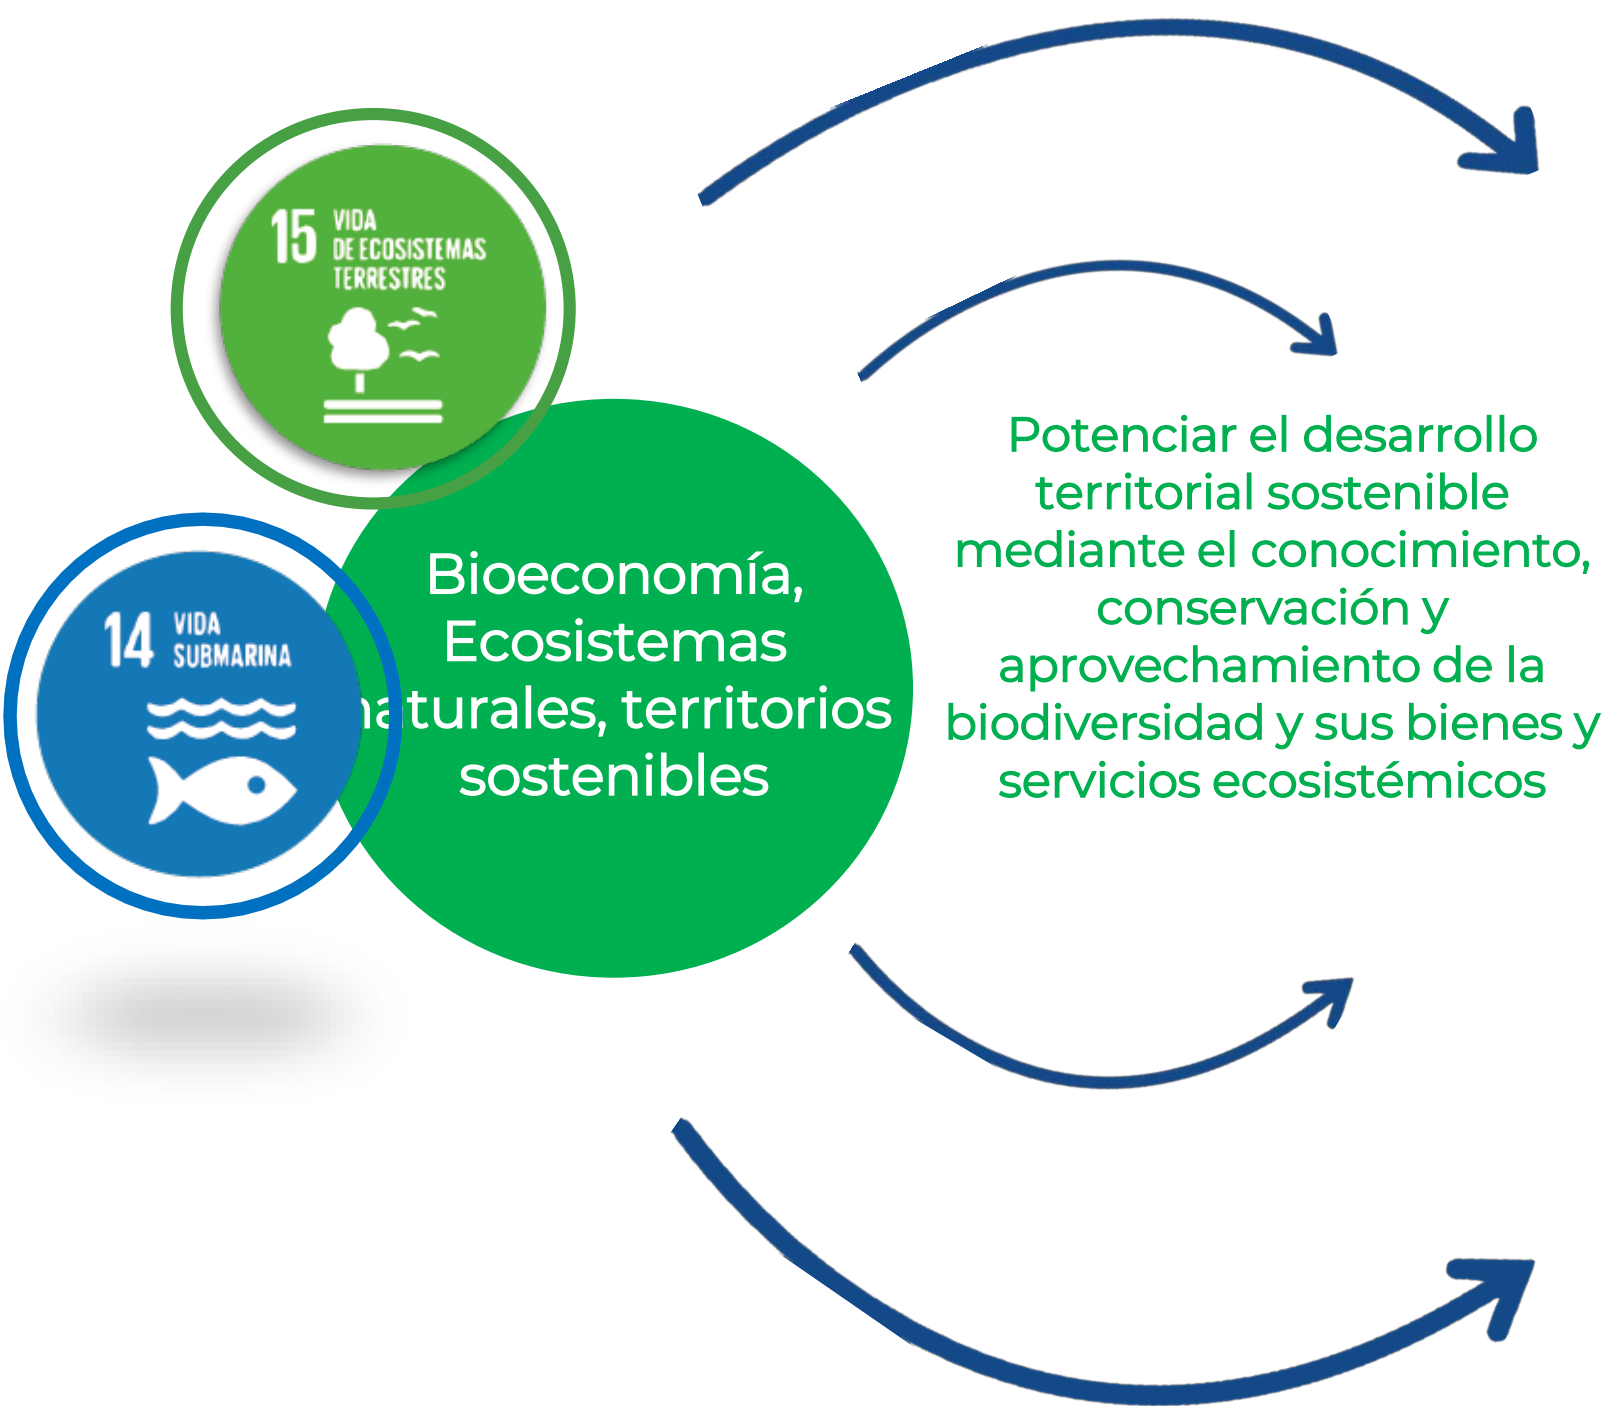 15 VIDA
DE ECOSISTEMAS
TERRESTRES
14 VIDA
SUBMARINA
Bioeconomía,
Ecosistemas
naturales, territorios
sostenibles
Potenciar el desarrollo
territorial sostenible
mediante el conocimiento,
conservación y
aprovechamiento de la
biodiversidad y sus bienes y
servicios ecosistémicos